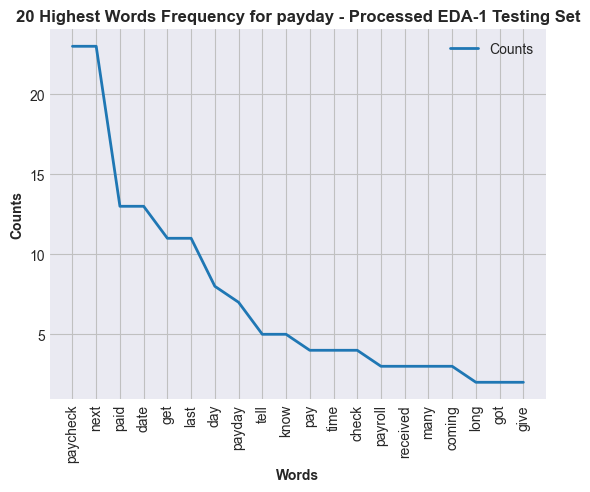 20 Highest Words Frequency for payday - Processed EDA-1 Testing Set
Counts
20
15
10
5
Counts
paycheck
next
paid
date
get
last
day
payday
tell
know
pay
time
check
payroll
received
many
coming
long
got
give
Words